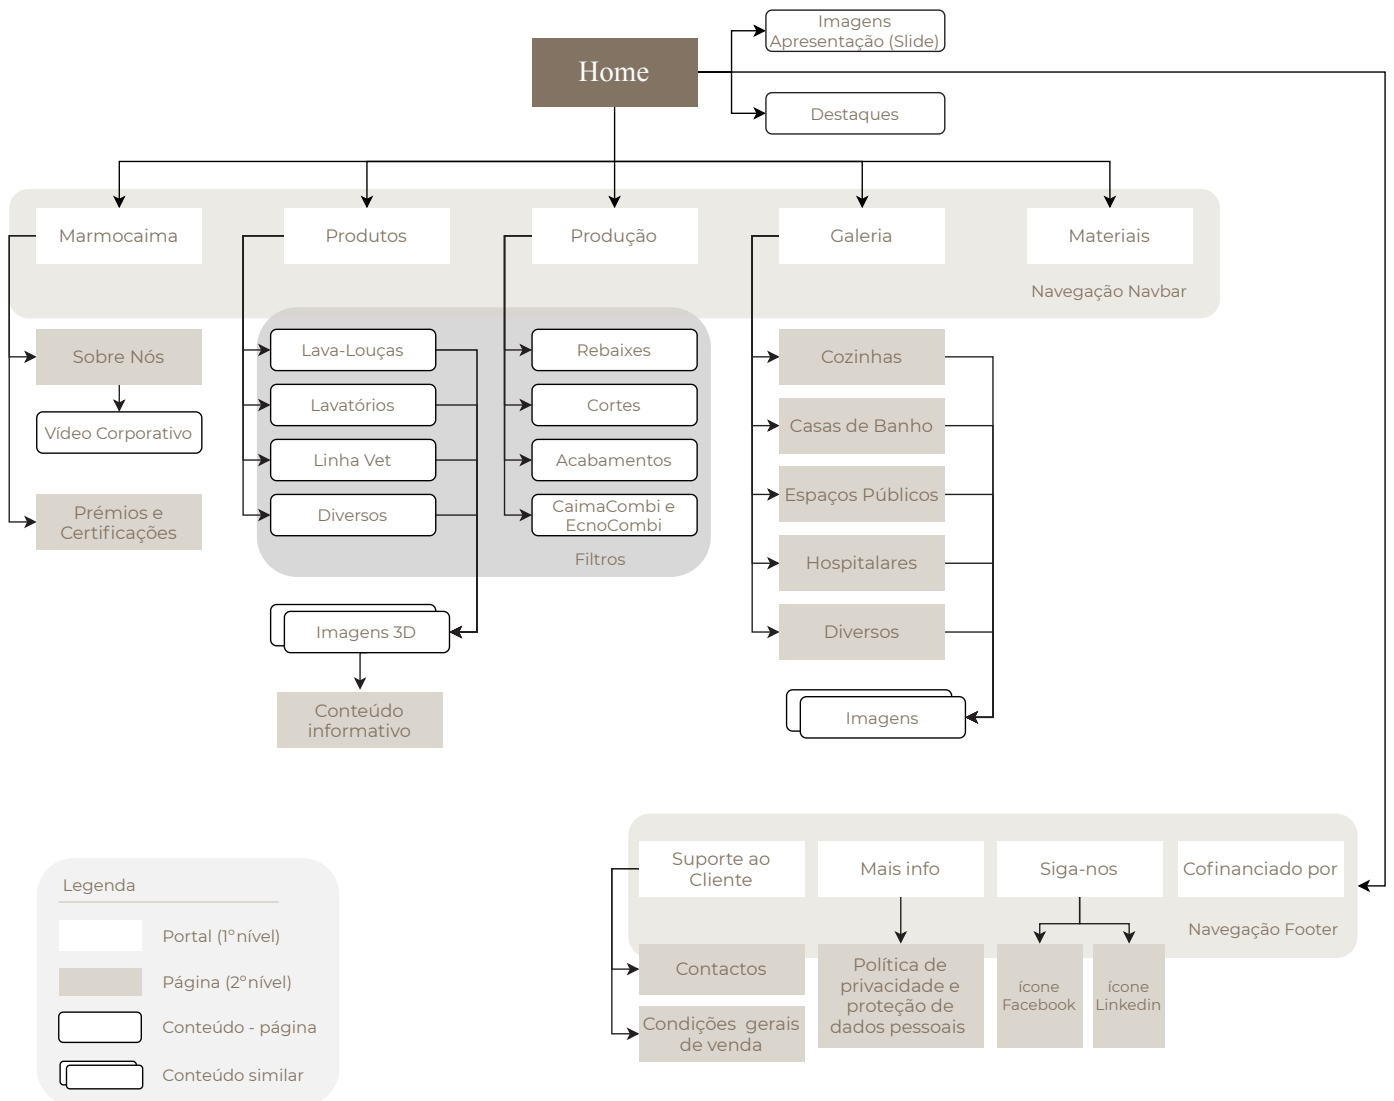 Imagens
Apresentação (Slide)
Home
Destaques
Marmocaima
Produtos
Produção
Galeria
Materiais
Navegação Navbar
Sobre Nós
Vídeo Corporativo
Prémios e
Certificações
Lava-Louças
Lavatórios
Linha Vet
Diversos
Rebaixes
Cortes
Acabamentos
CaimaCombi e
EcnoCombi
Filtros
Imagens 3D
Conteúdo
informativo
Cozinhas
Casas de Banho
Espaços Públicos
Hospitalares
Diversos
Imagens
Suporte ao
Cliente
Mais info
Siga-nos
Cofinanciado por
Navegação Footer
Contactos
Condições gerais
de venda
Política de
privacidade e
proteção de
dados pessoais
ícone
Facebook
ícone
Linkedin
Legenda
Portal (1º nível)
Página (2º nível)
Conteúdo - página
Conteúdo similar